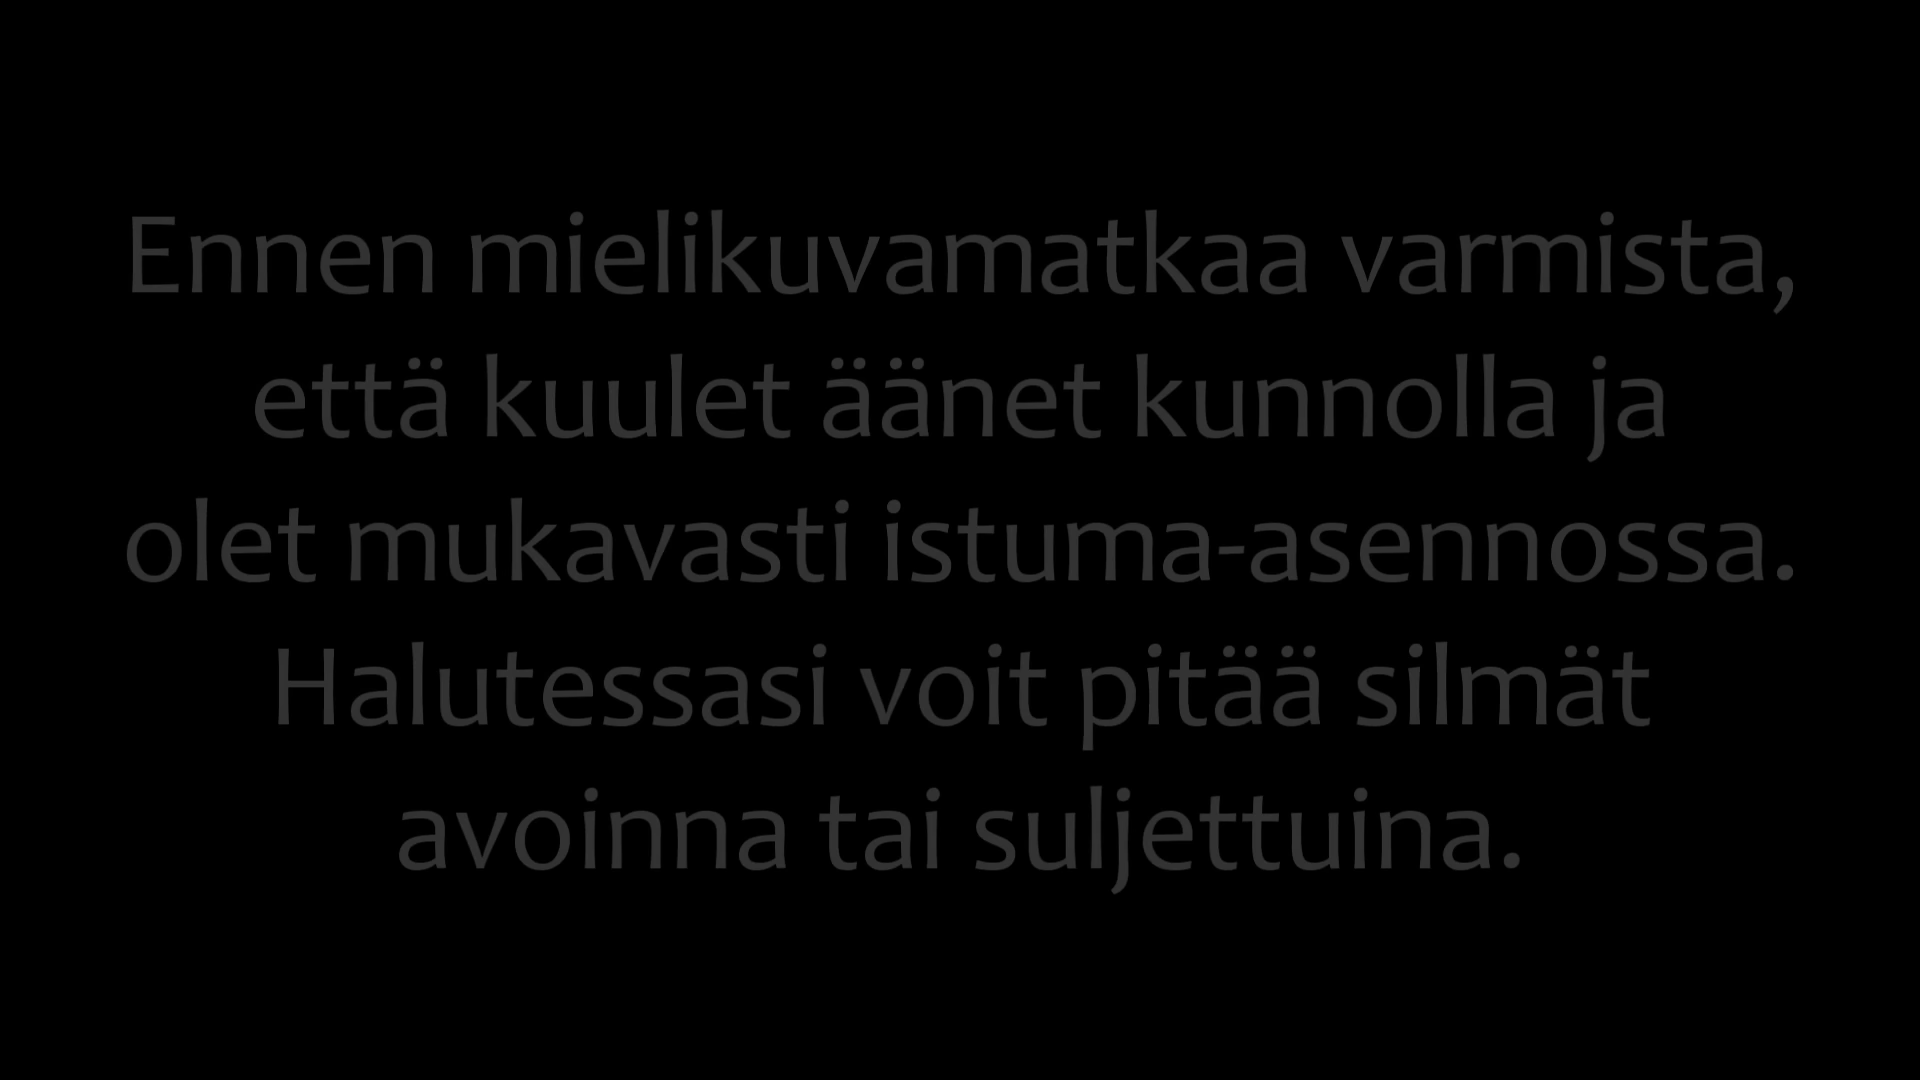 Ennen mielikuvamatkaa varmista,
että kuulet äänet kunnolla ja
olet mukavasti istuma-asennossa.
Halutessasi voit pitää silmät
avoinna tai suljettuina.